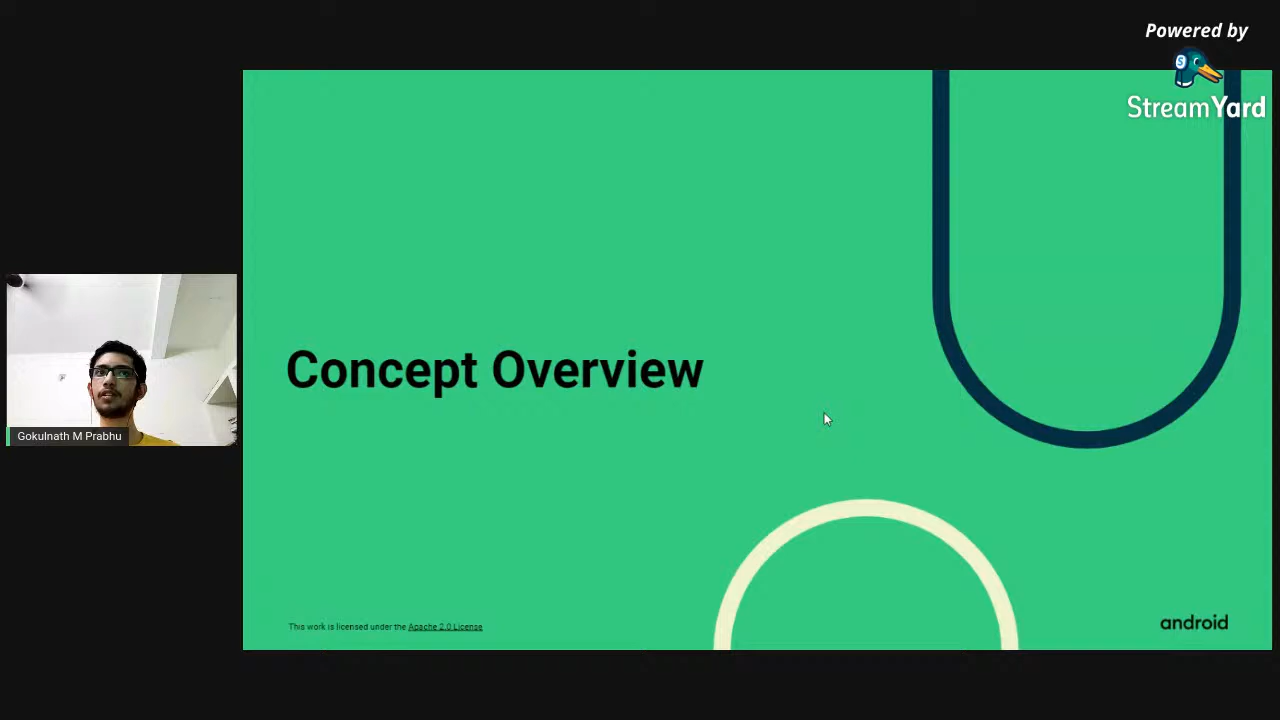 Powered by
StreamYard
Concept Overview
Gokulnath M Prabhu
This work is licensed under the Apache 2.0 License
android